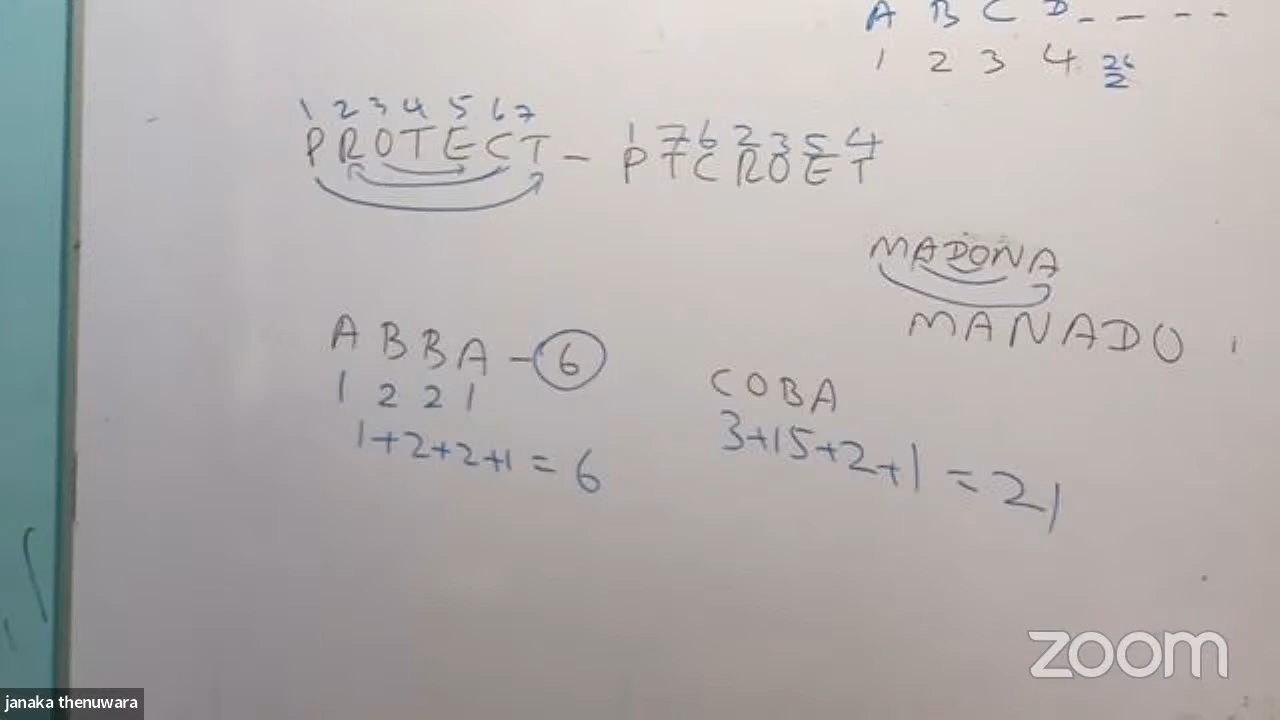 A B C D - - - -
1 2 3 4 26
2
1 2 3 4 5 6 7
PROTECT - PTCROET
1 7 6 2 3 5 4
MADONA
MANADO
ABBA - 6
1 2 2 1
1+2+2+1 = 6
COBA
3+15+2+1 = 21
zoom
janaka thenuwara